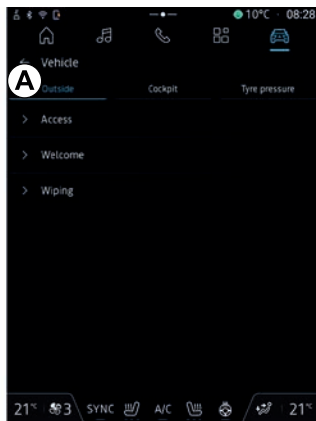 10°C 08:28
Vehicle
A
Outside Cockpit Tyre pressure
Access
Welcome
Wiping
21°C 3 SYNC A/C 21°C